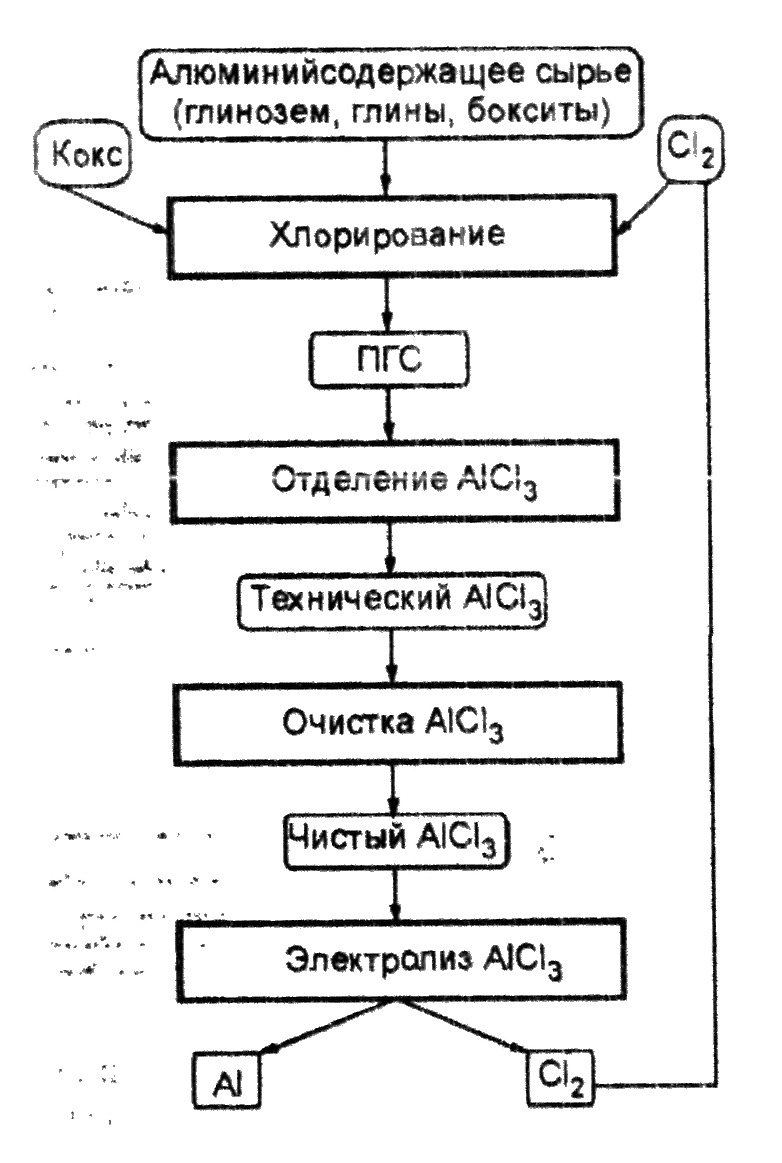 Алюминийсодержащее сырье
(глинозем, глины, бокситы)
Кокс
Cl₂
Хлорирование
ПГС
Отделение AlCl₃
Технический AlCl₃
Очистка AlCl₃
Чистый AlCl₃
Электролиз AlCl₃
Al
Cl₂